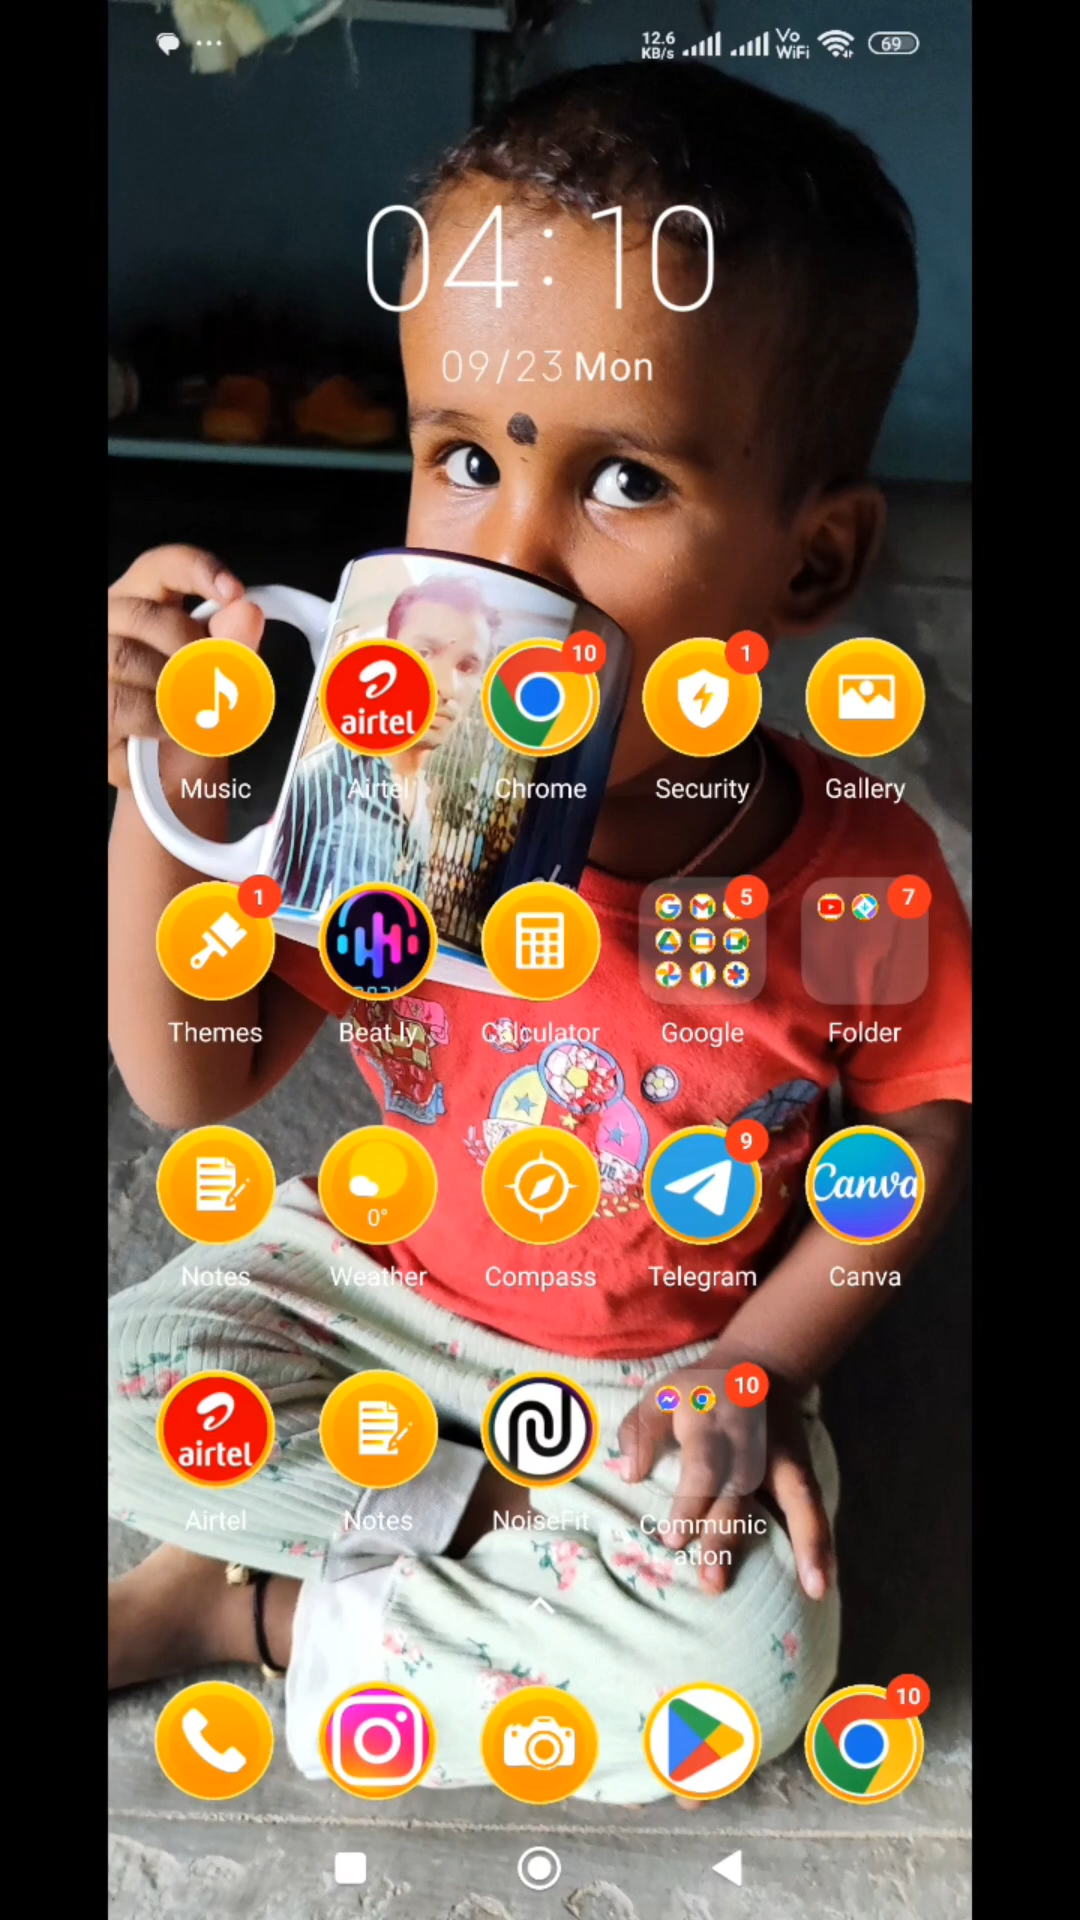 12.6
KB/s
Vo
WiFi
69
04:10
09/23 Mon
10
1
airtel
Music
Airtel
Chrome
Security
Gallery
1
5
7
Themes
Beat.ly
Calculator
Google
Folder
9
0°
Canva
Notes
Weather
Compass
Telegram
Canva
10
airtel
Airtel
Notes
NoiseFit
Communic
ation
10